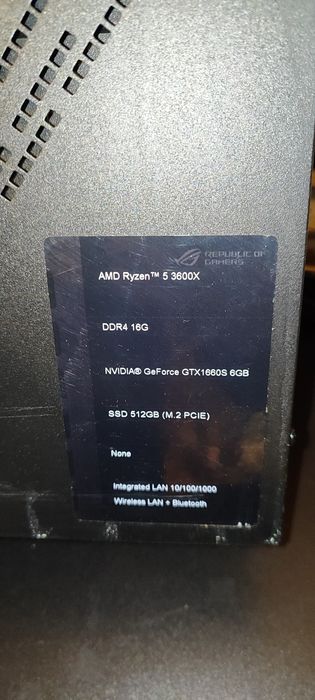 REPUBLIC OF
GAMERS
AMD Ryzen™ 5 3600X
DDR4 16G
NVIDIA® GeForce GTX1660S 6GB
SSD 512GB (M.2 PCIE)
None
Integrated LAN 10/100/1000
Wireless LAN + Bluetooth